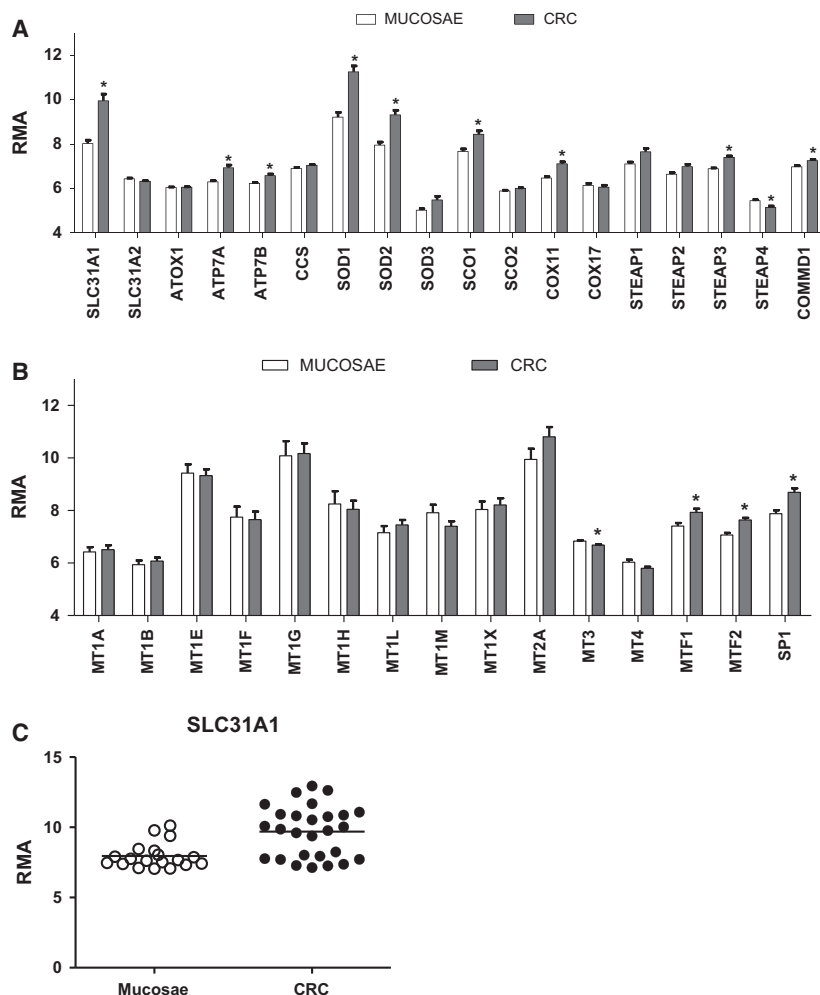 A
MUCOSAE CRC
RMA
12
10
8
6
4
* * * * * * * * * *
SLC31A1 SLC31A2 ATOX1 ATP7A ATP7B CCS SOD1 SOD2 SOD3 SCO1 SCO2 COX11 COX17 STEAP1 STEAP2 STEAP3 STEAP4 COMMD1
B
MUCOSAE CRC
RMA
12
10
8
6
4
* * * *
MT1A MT1B MT1E MT1F MT1G MT1H MT1L MT1M MT1X MT2A MT3 MT4 MTF1 MTF2 SP1
C
SLC31A1
RMA
15
10
5
0
Mucosae CRC